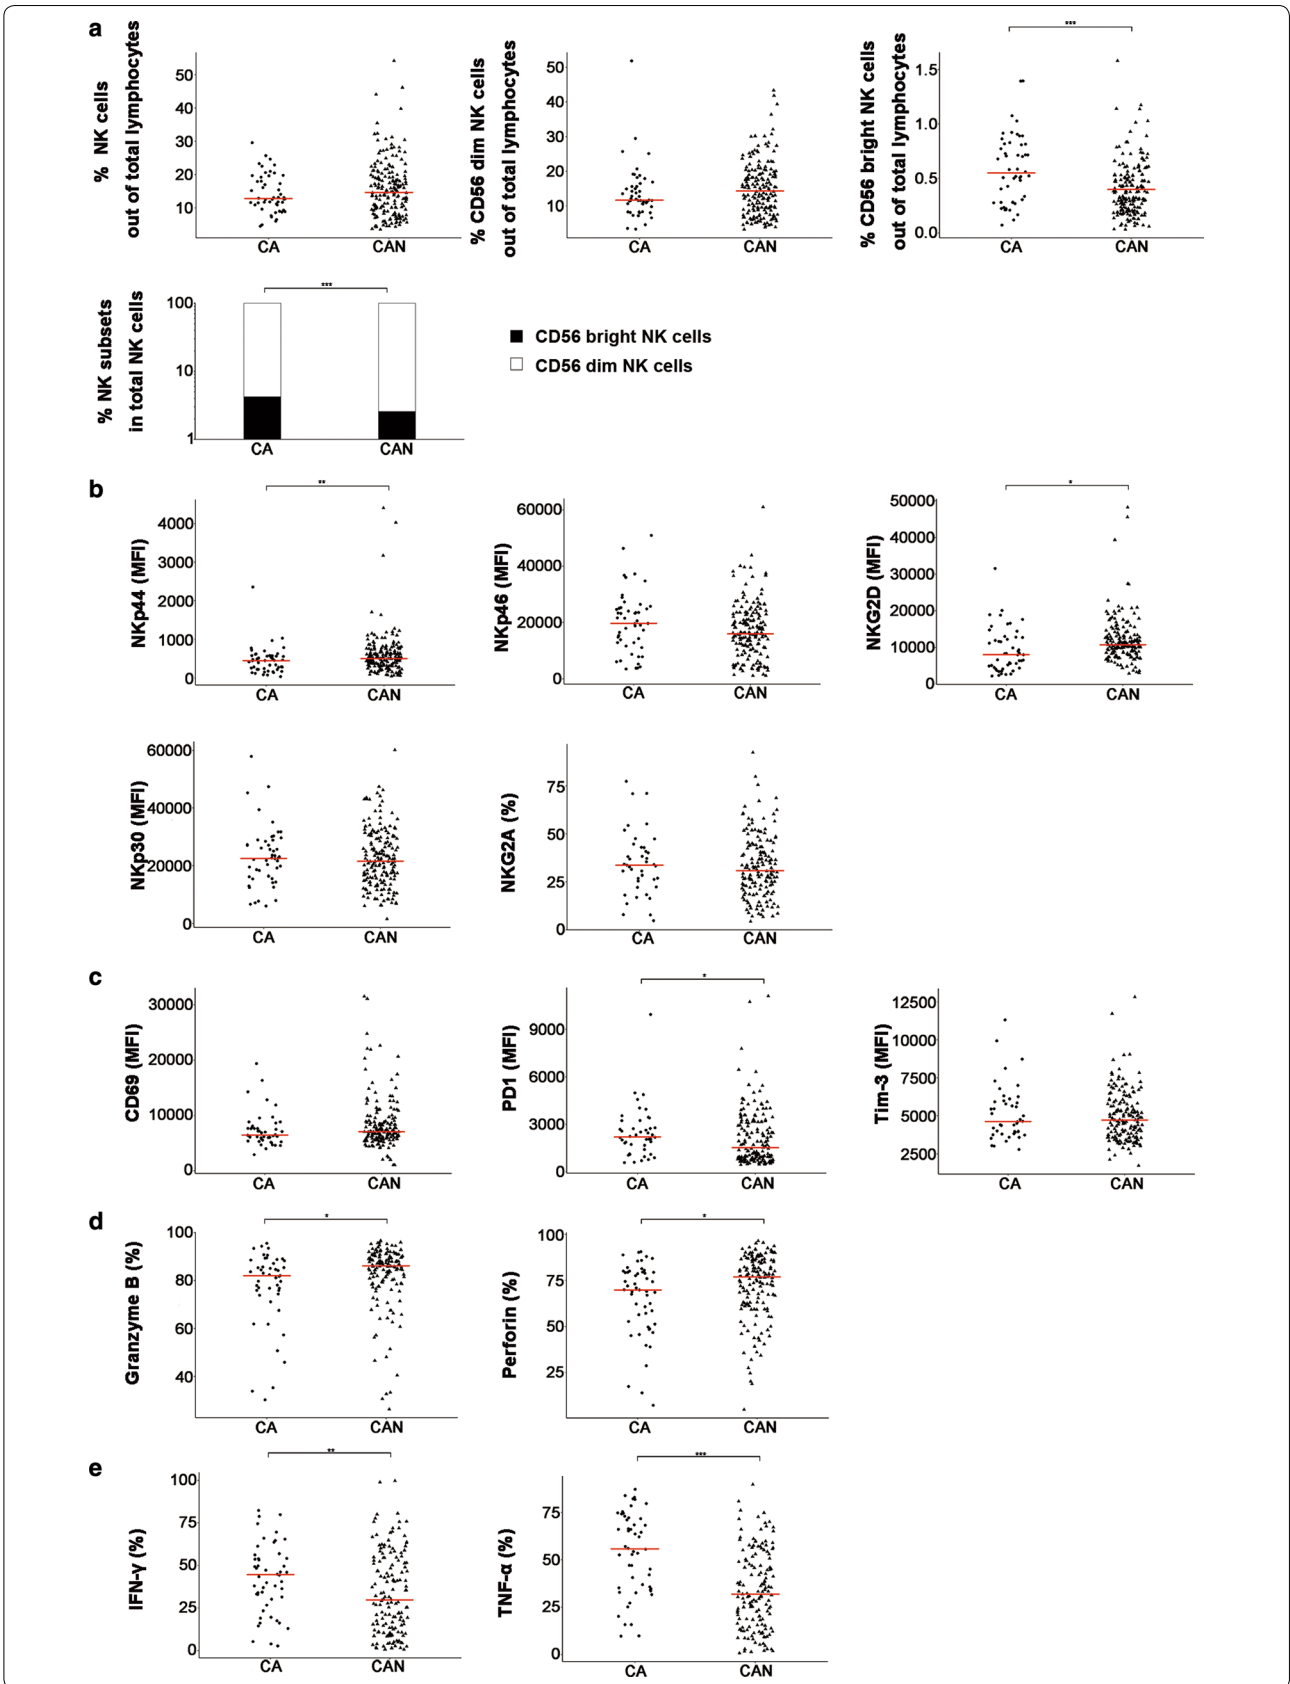 a
% NK cells
out of total lymphocytes
50
40
30
20
10
CA CAN
% CD56 dim NK cells
out of total lymphocytes
50
40
30
20
10
CA CAN
% CD56 bright NK cells
out of total lymphocytes
***
1.5
1.0
0.5
0.0
CA CAN
% NK subsets
in total NK cells
***
100
10
1
CA CAN
CD56 bright NK cells
CD56 dim NK cells
b
NKp44 (MFI)
**
4000
3000
2000
1000
0
CA CAN
NKp46 (MFI)
60000
40000
20000
0
CA CAN
NKG2D (MFI)
*
50000
40000
30000
20000
10000
0
CA CAN
NKp30 (MFI)
60000
40000
20000
0
CA CAN
NKG2A (%)
75
50
25
0
CA CAN
c
CD69 (MFI)
30000
20000
10000
0
CA CAN
PD1 (MFI)
*
9000
6000
3000
0
CA CAN
Tim-3 (MFI)
12500
10000
7500
5000
2500
CA CAN
d
Granzyme B (%)
*
100
80
60
40
CA CAN
Perforin (%)
*
100
75
50
25
CA CAN
e
IFN-γ (%)
**
100
75
50
25
0
CA CAN
TNF-α (%)
***
75
50
25
0
CA CAN